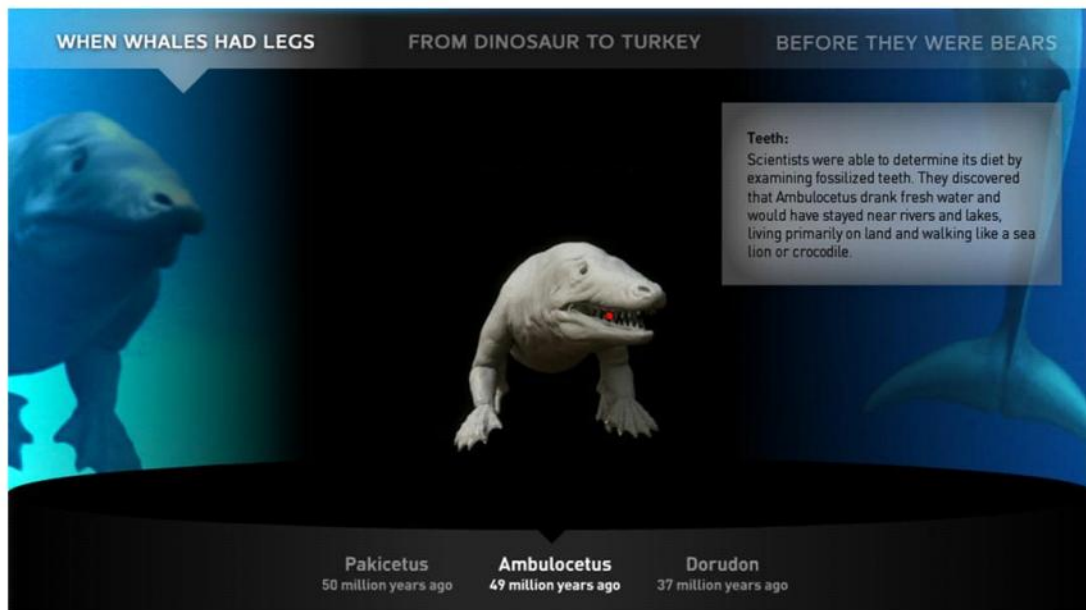 WHEN WHALES HAD LEGS
FROM DINOSAUR TO TURKEY
BEFORE THEY WERE BEARS
Teeth:
Scientists were able to determine its diet by
examining fossilized teeth. They discovered
that Ambulocetus drank fresh water and
would have stayed near rivers and lakes,
living primarily on land and walking like a sea
lion or crocodile.
Pakicetus
50 million years ago
Ambulocetus
49 million years ago
Dorudon
37 million years ago